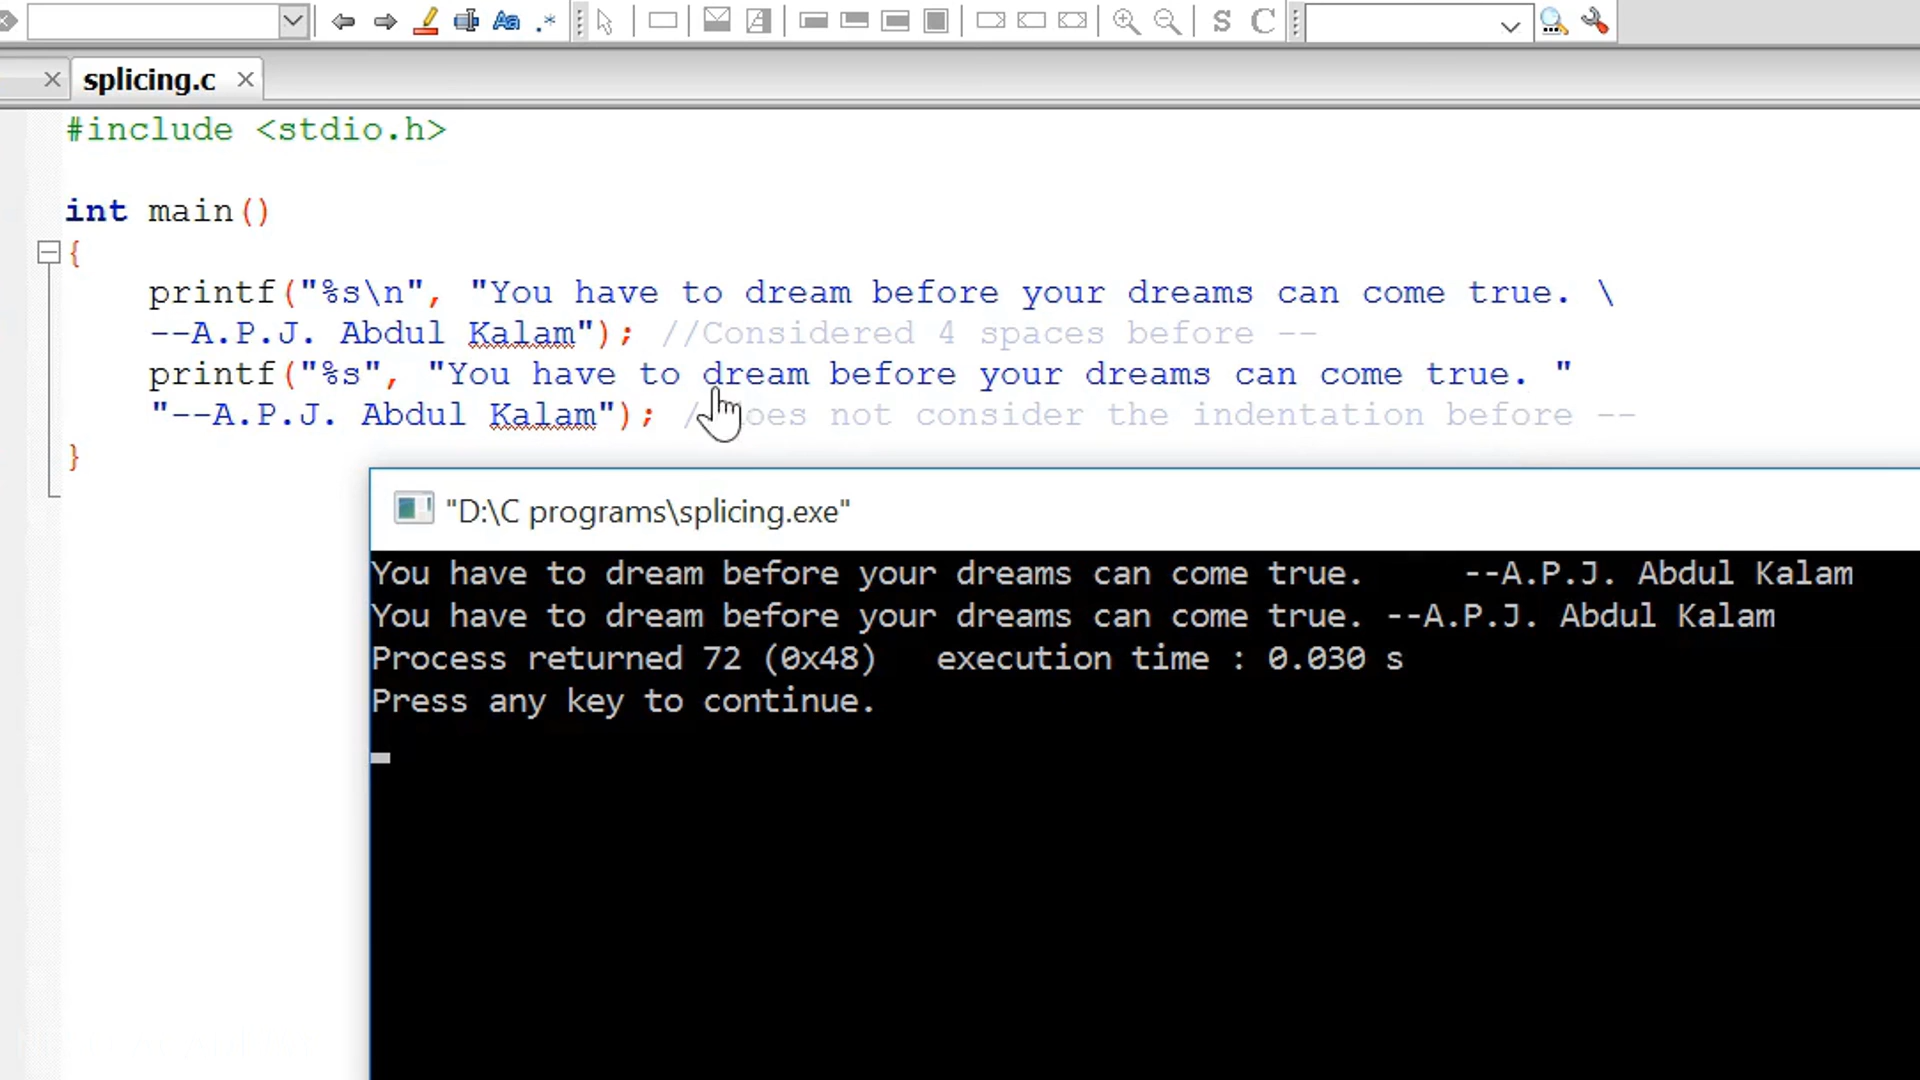 splicing.c
#include <stdio.h>
int main()
{
printf("%s\n", "You have to dream before your dreams can come true. \
--A.P.J. Abdul Kalam"); //Considered 4 spaces before --
printf("%s", "You have to dream before your dreams can come true. "
"--A.P.J. Abdul Kalam"); not consider the indentation before --
}
"D:\C programs\splicing.exe"
You have to dream before your dreams can come true.     --A.P.J. Abdul Kalam
You have to dream before your dreams can come true. --A.P.J. Abdul Kalam
Process returned 72 (0x48)   execution time : 0.030 s
Press any key to continue.